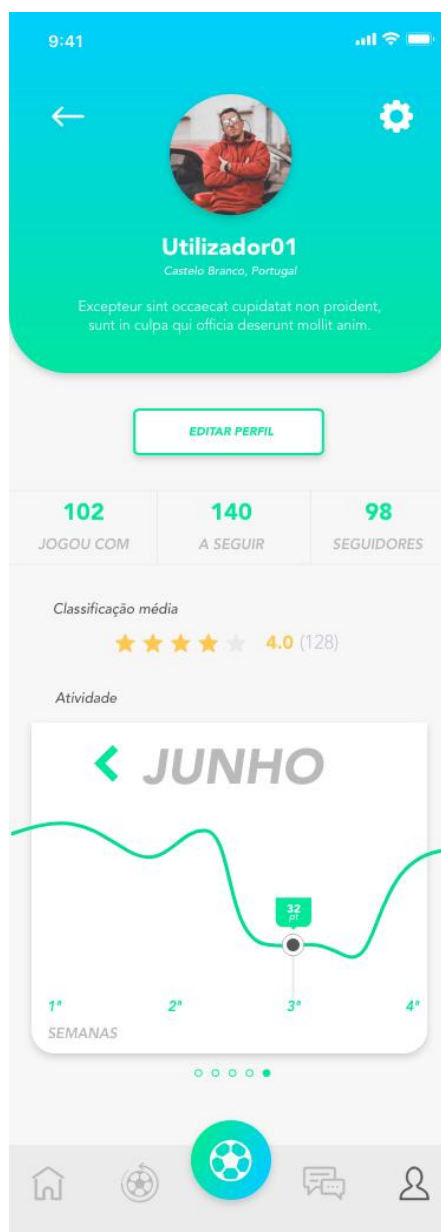 9:41
Utilizador01
Castelo Branco, Portugal
Excepteur sint occaecat cupidatat non proident,
sunt in culpa qui officia deserunt mollit anim.
EDITAR PERFIL
102 140 98
JOGOU COM A SEGUIR SEGUIDORES
Classificação média
4.0 (128)
Atividade
JUNHO
32
pt
1ª 2ª 3ª 4ª
SEMANAS